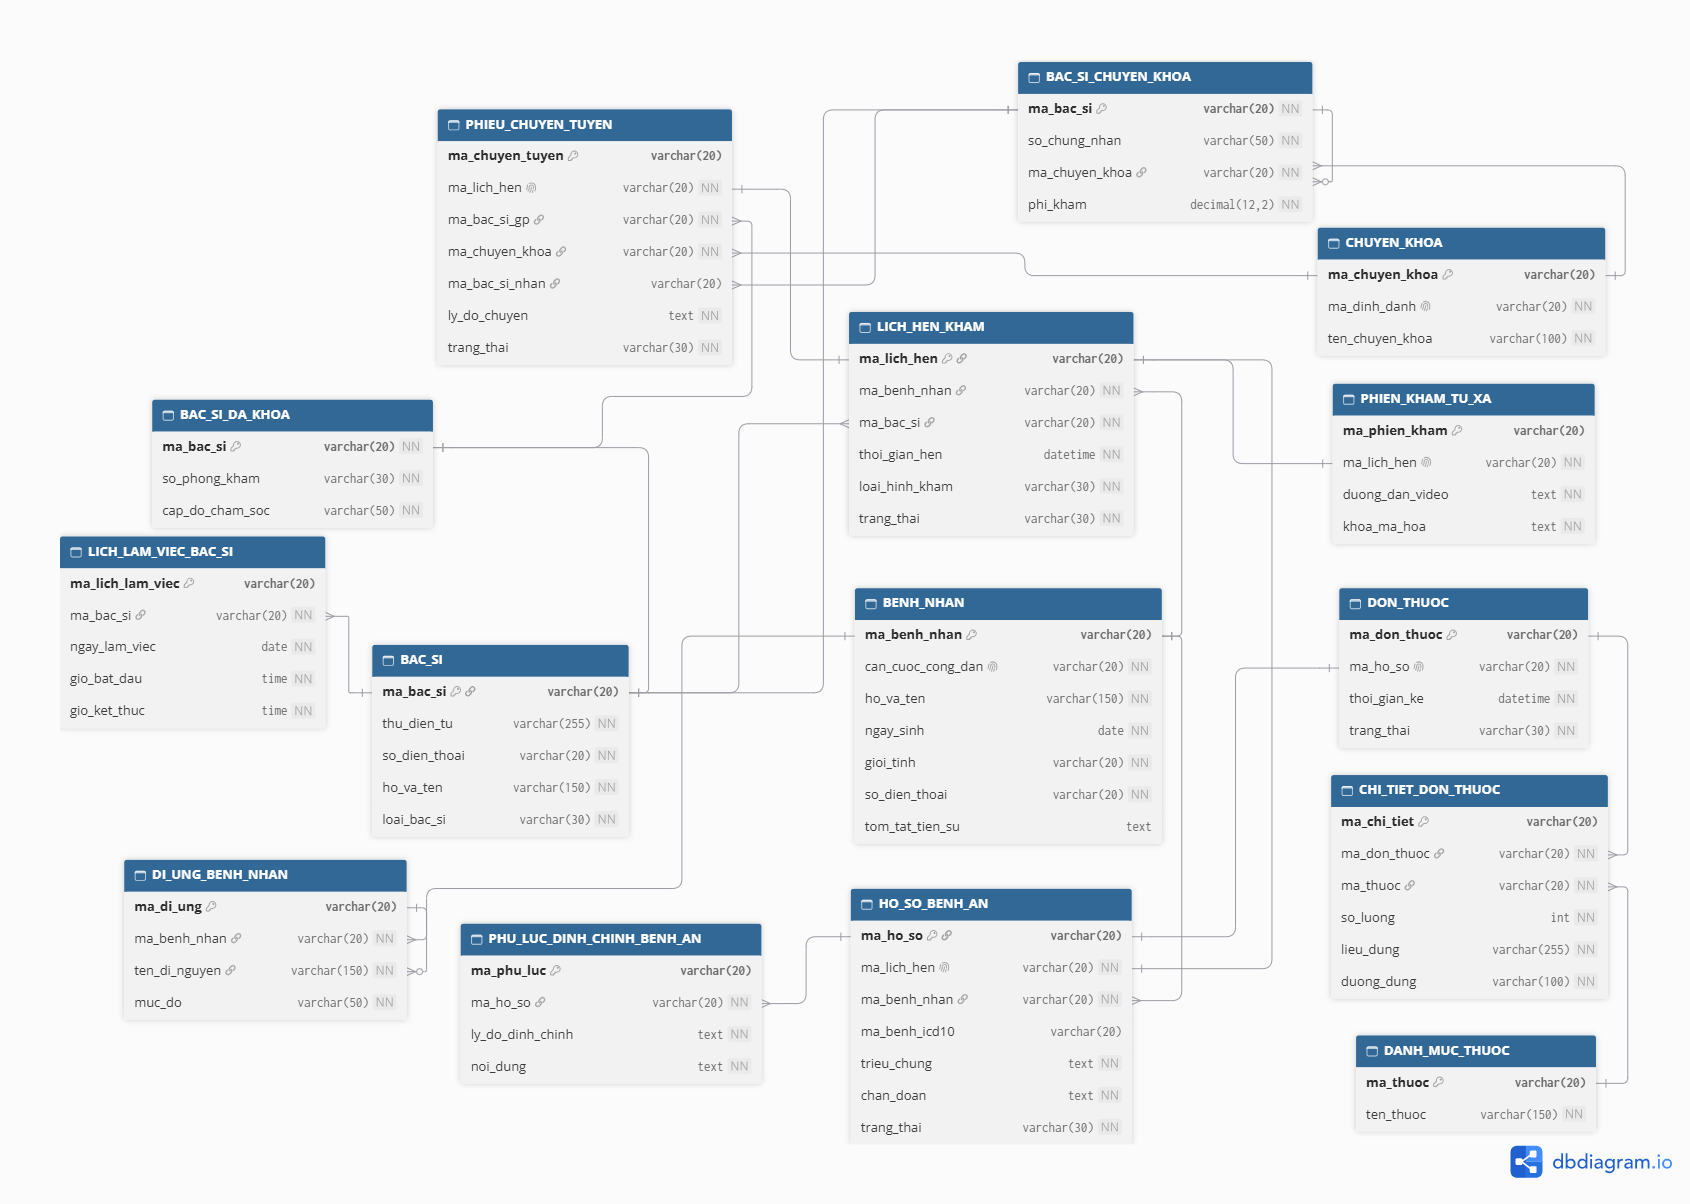 BAC_SI_CHUYEN_KHOA
ma_bac_si varchar(20) NN
so_chung_nhan varchar(50) NN
ma_chuyen_khoa varchar(20) NN
phi_kham decimal(12,2) NN
PHIEU_CHUYEN_TUYEN
ma_chuyen_tuyen varchar(20)
ma_lich_hen varchar(20) NN
ma_bac_si_gp varchar(20) NN
ma_chuyen_khoa varchar(20) NN
ma_bac_si_nhan varchar(20)
ly_do_chuyen text NN
trang_thai varchar(30) NN
CHUYEN_KHOA
ma_chuyen_khoa varchar(20)
ma_dinh_danh varchar(20) NN
ten_chuyen_khoa varchar(100) NN
LICH_HEN_KHAM
ma_lich_hen varchar(20)
ma_benh_nhan varchar(20) NN
ma_bac_si varchar(20) NN
thoi_gian_hen datetime NN
loai_hinh_kham varchar(30) NN
trang_thai varchar(30) NN
PHIEN_KHAM_TU_XA
ma_phien_kham varchar(20)
ma_lich_hen varchar(20) NN
duong_dan_video text NN
khoa_ma_hoa text NN
BAC_SI_DA_KHOA
ma_bac_si varchar(20) NN
so_phong_kham varchar(30) NN
cap_do_cham_soc varchar(50) NN
LICH_LAM_VIEC_BAC_SI
ma_lich_lam_viec varchar(20)
ma_bac_si varchar(20) NN
ngay_lam_viec date NN
gio_bat_dau time NN
gio_ket_thuc time NN
BAC_SI
ma_bac_si varchar(20)
thu_dien_tu varchar(255) NN
so_dien_thoai varchar(20) NN
ho_va_ten varchar(150) NN
loai_bac_si varchar(30) NN
BENH_NHAN
ma_benh_nhan varchar(20)
can_cuoc_cong_dan varchar(20) NN
ho_va_ten varchar(150) NN
ngay_sinh date NN
gioi_tinh varchar(20) NN
so_dien_thoai varchar(20) NN
tom_tat_tien_su text
DON_THUOC
ma_don_thuoc varchar(20)
ma_ho_so varchar(20) NN
thoi_gian_ke datetime NN
trang_thai varchar(30) NN
CHI_TIET_DON_THUOC
ma_chi_tiet varchar(20)
ma_don_thuoc varchar(20) NN
ma_thuoc varchar(20) NN
so_luong int NN
lieu_dung varchar(255) NN
duong_dung varchar(100) NN
DI_UNG_BENH_NHAN
ma_di_ung varchar(20)
ma_benh_nhan varchar(20) NN
ten_di_nguyen varchar(150) NN
muc_do varchar(50) NN
PHU_LUC_DINH_CHINH_BENH_AN
ma_phu_luc varchar(20)
ma_ho_so varchar(20) NN
ly_do_dinh_chinh text NN
noi_dung text NN
HO_SO_BENH_AN
ma_ho_so varchar(20)
ma_lich_hen varchar(20) NN
ma_benh_nhan varchar(20) NN
ma_benh_icd10 varchar(20)
trieu_chung text NN
chan_doan text NN
trang_thai varchar(30) NN
DANH_MUC_THUOC
ma_thuoc varchar(20)
ten_thuoc varchar(150) NN
dbdiagram.io